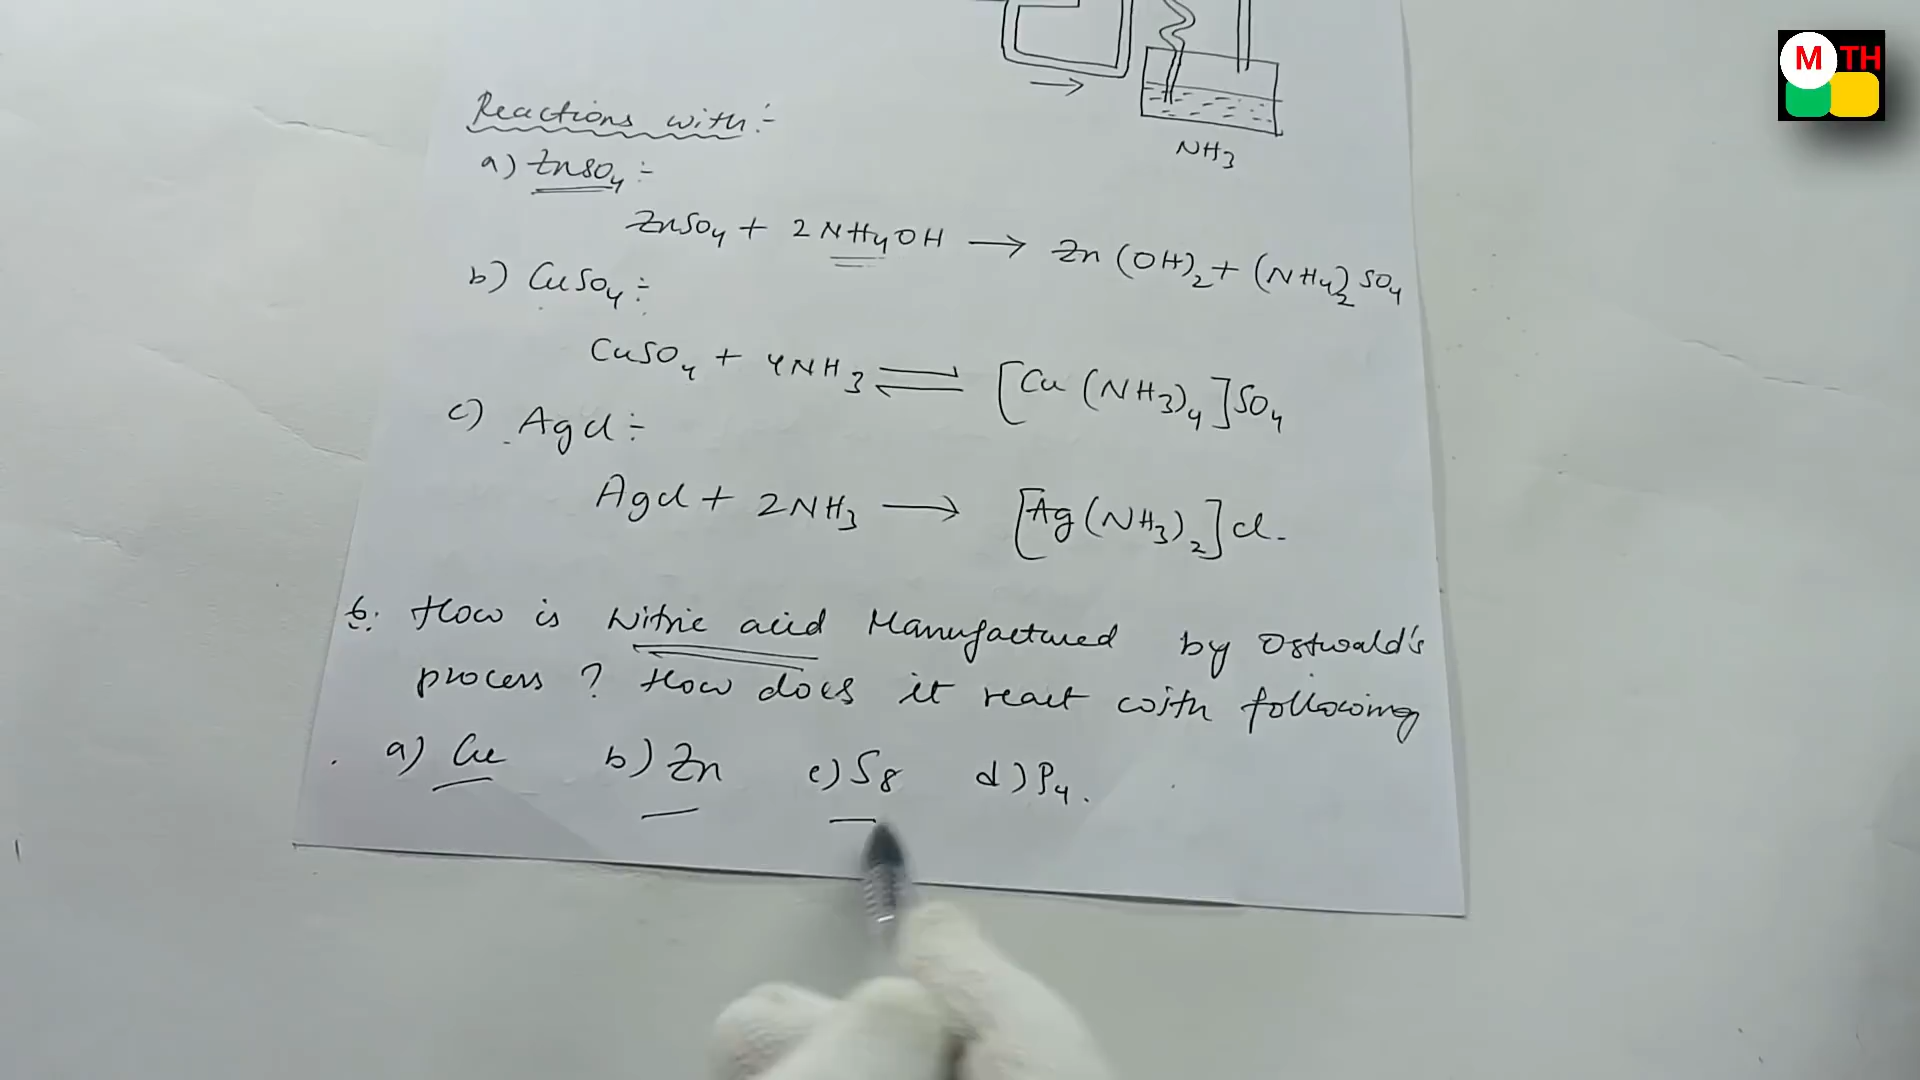 M TH
NH3
Reactions with:-
a) ZnSO4 :-
ZnSO4 + 2NH4OH → Zn(OH)2 + (NH4)2SO4
b) CuSO4 :-
CuSO4 + 4NH3 ⇌ [Cu(NH3)4]SO4
c) AgCl :-
AgCl + 2NH3 → [Ag(NH3)2]Cl.
6. How is Nitric acid Manufactured by Ostwald's
process ? How does it react with following
a) Cu b) Zn c) S8 d) P4.